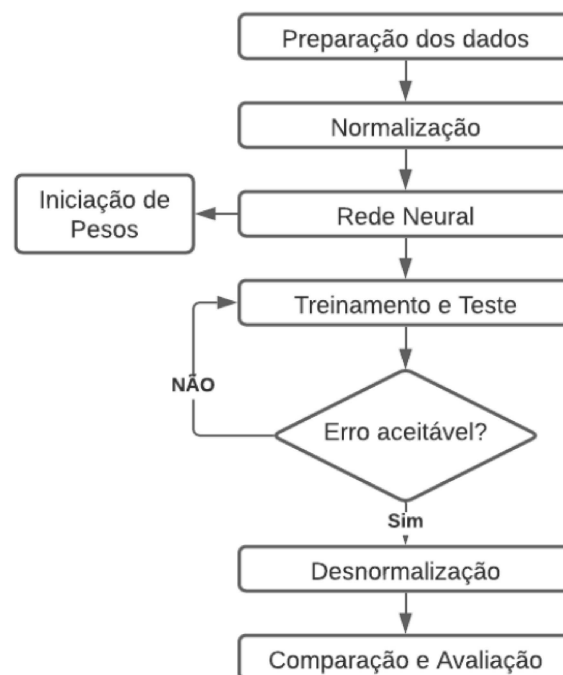 Preparação dos dados
Normalização
Iniciação de
Pesos
Rede Neural
Treinamento e Teste
NÃO
Erro aceitável?
Sim
Desnormalização
Comparação e Avaliação